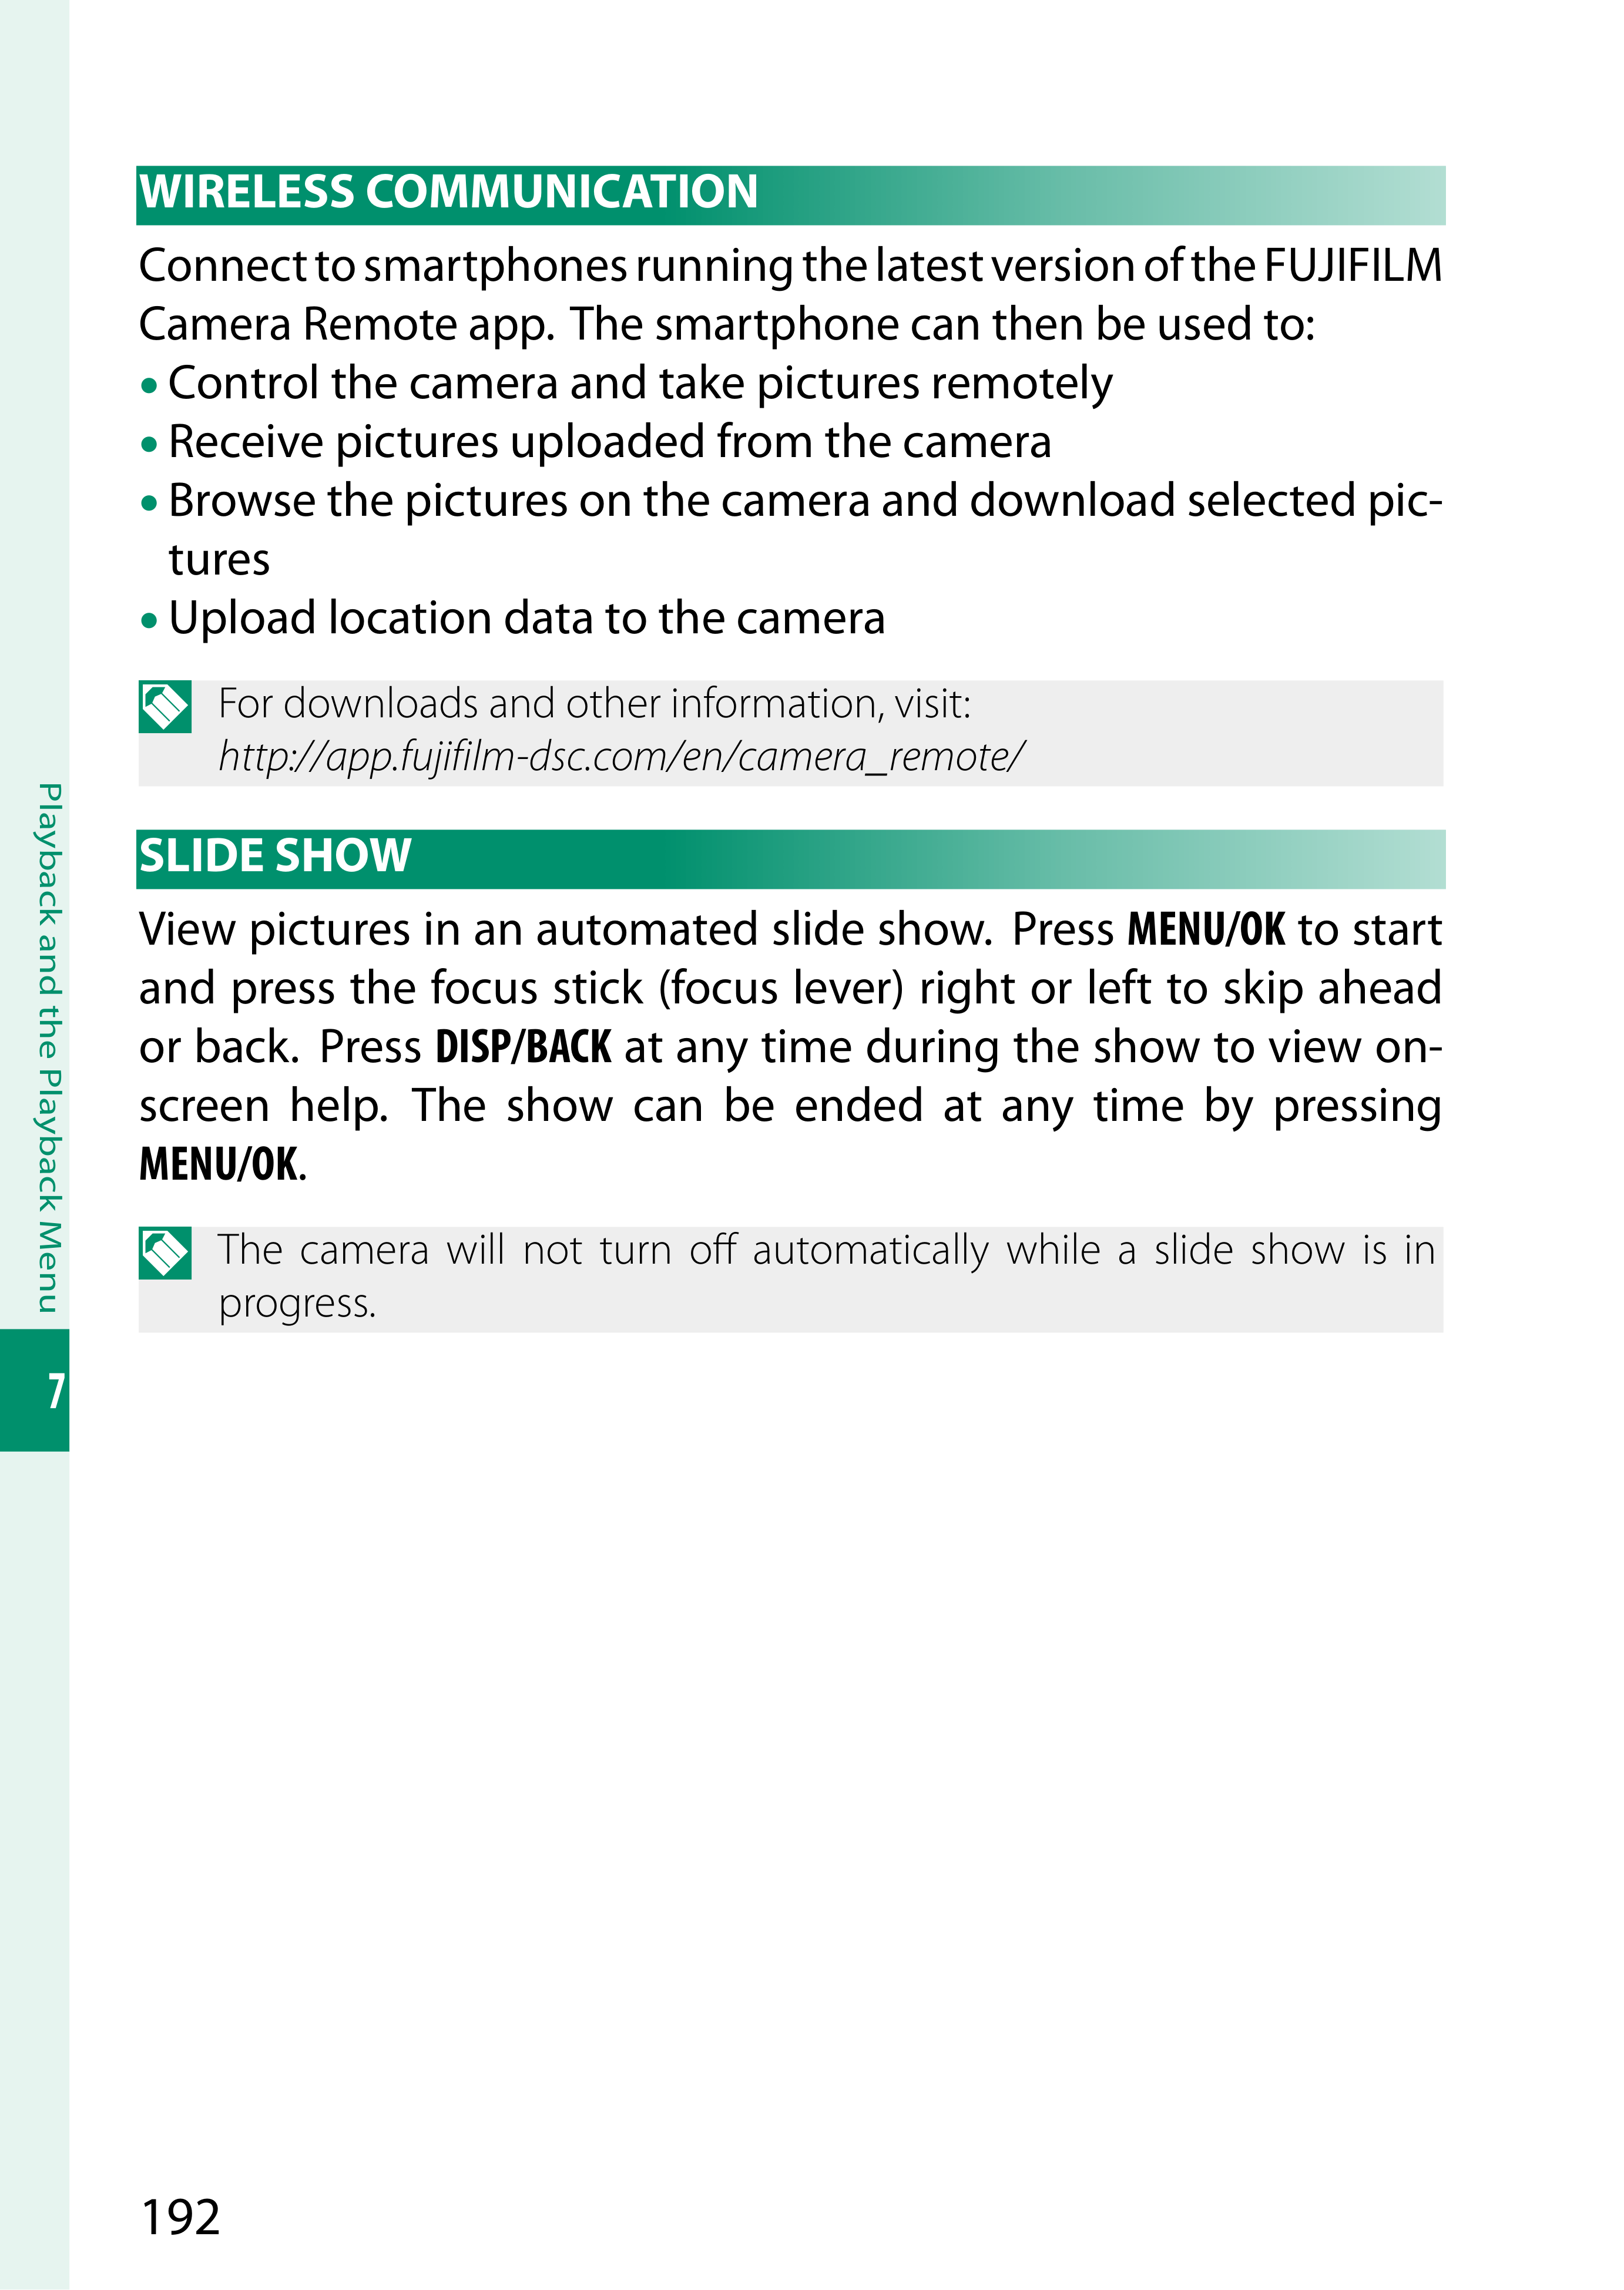 WIRELESS COMMUNICATION
Connect to smartphones running the latest version of the FUJIFILM
Camera Remote app. The smartphone can then be used to:
• Control the camera and take pictures remotely
• Receive pictures uploaded from the camera
• Browse the pictures on the camera and download selected pic-
tures
• Upload location data to the camera
For downloads and other information, visit:
http://app.fujifilm-dsc.com/en/camera_remote/
SLIDE SHOW
View pictures in an automated slide show. Press MENU/OK to start
and press the focus stick (focus lever) right or left to skip ahead
or back. Press DISP/BACK at any time during the show to view on-
screen help. The show can be ended at any time by pressing
MENU/OK.
The camera will not turn off automatically while a slide show is in
progress.
Playback and the Playback Menu
7
192